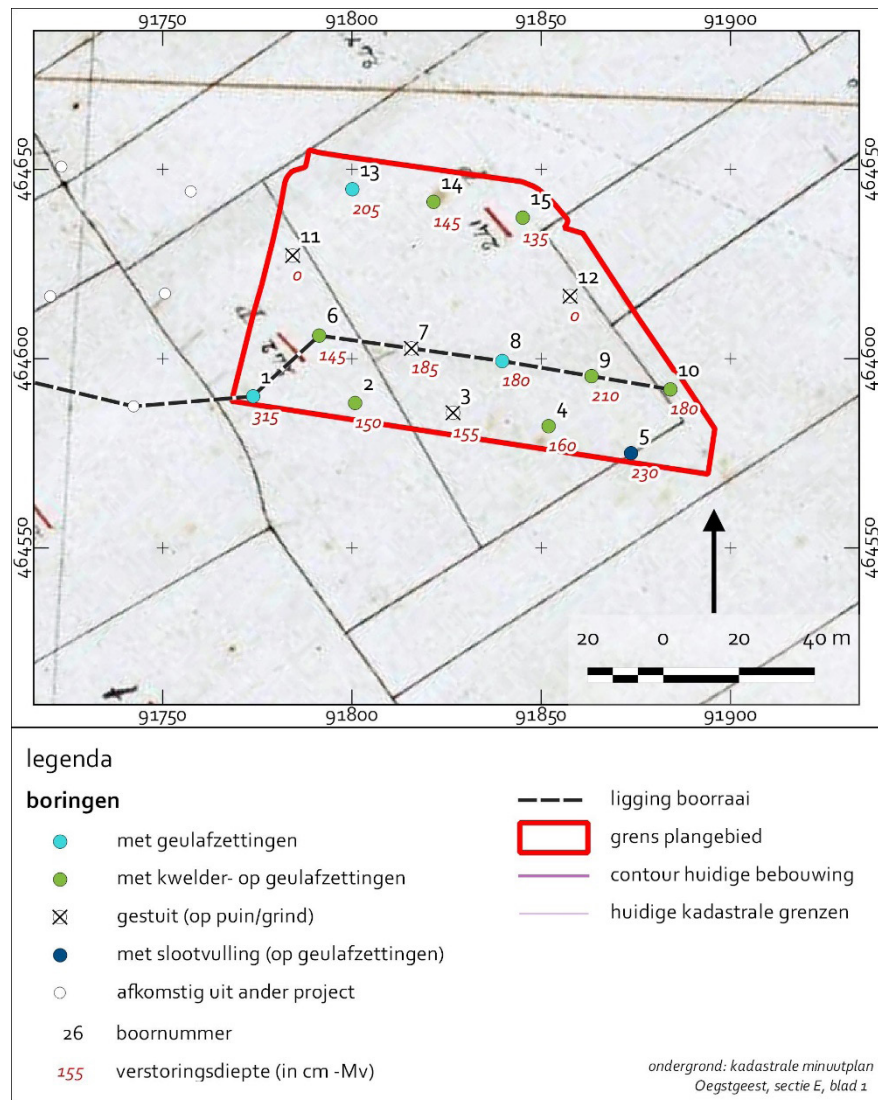 91750 91800 91850 91900
464650 464650
13
205
14
145
15
135
11
0
12
0
6
145
7
185
8
180
9
210
10
180
464600 464600
1
315
2
150
3
155
4
160
5
230
464550 464550
20 0 20 40 m
91750 91800 91850 91900
legenda
boringen
met geulafzettingen
met kwelder- op geulafzettingen
gestuit (op puin/grind)
met slootvulling (op geulafzettingen)
afkomstig uit ander project
26 boornummer
155 verstoringsdiepte (in cm -Mv)
ligging boorraai
grens plangebied
contour huidige bebouwing
huidige kadastrale grenzen
ondergrond: kadastrale minuutplan
Oegstgeest, sectie E, blad 1